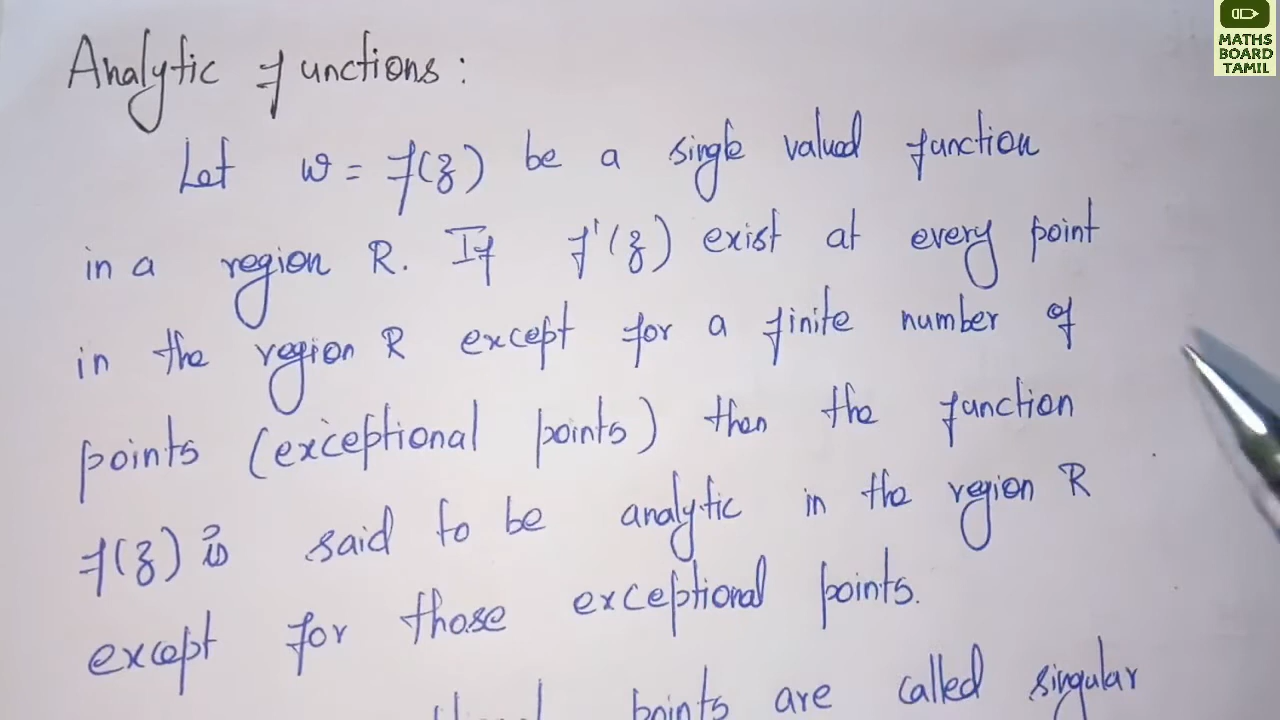 MATHS
BOARD
TAMIL
Analytic functions :
Let w = f(z) be a single valued function
in a region R. If f'(z) exist at every point
in the region R except for a finite number of
points (exceptional points) then the function
f(z) is said to be analytic in the region R
except for those exceptional points.
points are called singular